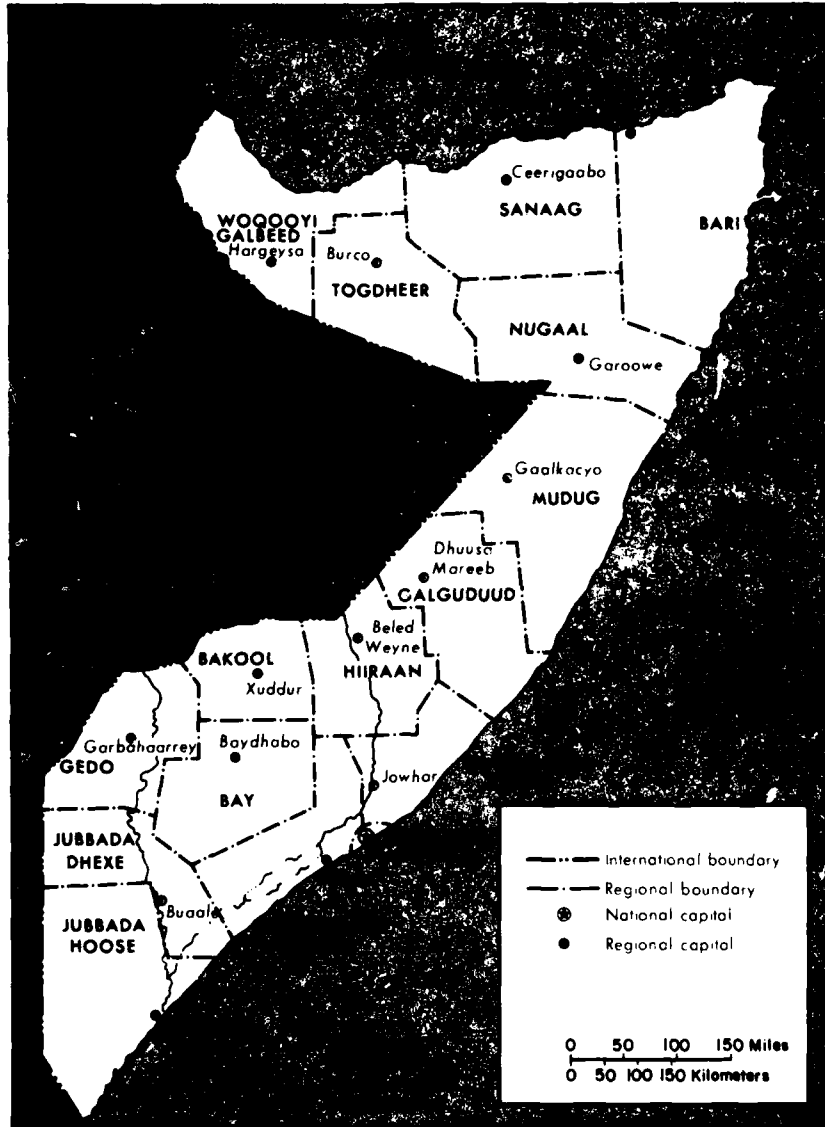 Ceerigaabo
SANAAG
BARI
WOQOOYI
GALBEED
Hargeysa
Burco
TOGDHEER
NUGAAL
Garoowe
Gaalkacyo
MUDUG
Dhuusa
Mareeb
GALGUDUUD
Beled
Weyne
HIIRAAN
BAKOOL
Xuddur
Garbahaarrey
GEDO
Baydhabo
BAY
Jowhar
JUBBADA
DHEXE
Buaale
JUBBADA
HOOSE
International boundary
Regional boundary
National capital
Regional capital
0 50 100 150 Miles
0 50 100 150 Kilometers